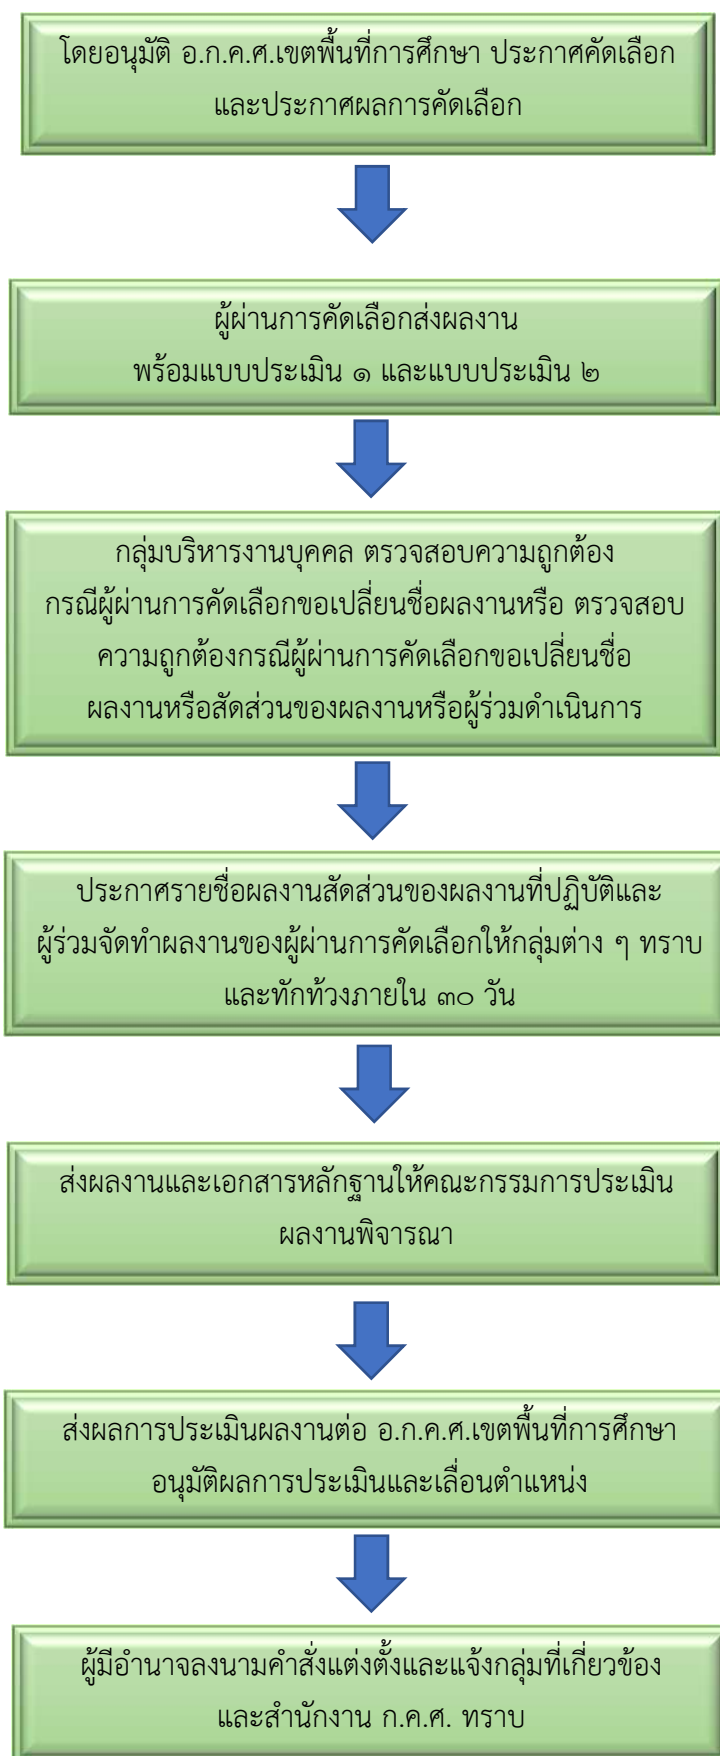 โดยอนุมัติ อ.ก.ค.ศ.เขตพื้นที่การศึกษา ประกาศคัดเลือก
และประกาศผลการคัดเลือก
ผู้ผ่านการคัดเลือกส่งผลงาน
พร้อมแบบประเมิน ๑ และแบบประเมิน ๒
กลุ่มบริหารงานบุคคล ตรวจสอบความถูกต้อง
กรณีผู้ผ่านการคัดเลือกขอเปลี่ยนชื่อผลงานหรือ ตรวจสอบ
ความถูกต้องกรณีผู้ผ่านการคัดเลือกขอเปลี่ยนชื่อ
ผลงานหรือสัดส่วนของผลงานหรือผู้ร่วมดำเนินการ
ประกาศรายชื่อผลงานสัดส่วนของผลงานที่ปฏิบัติและ
ผู้ร่วมจัดทำผลงานของผู้ผ่านการคัดเลือกให้กลุ่มต่าง ๆ ทราบ
และทักท้วงภายใน ๓๐ วัน
ส่งผลงานและเอกสารหลักฐานให้คณะกรรมการประเมิน
ผลงานพิจารณา
ส่งผลการประเมินผลงานต่อ อ.ก.ค.ศ.เขตพื้นที่การศึกษา
อนุมัติผลการประเมินและเลื่อนตำแหน่ง
ผู้มีอำนาจลงนามคำสั่งแต่งตั้งและแจ้งกลุ่มที่เกี่ยวข้อง
และสำนักงาน ก.ค.ศ. ทราบ